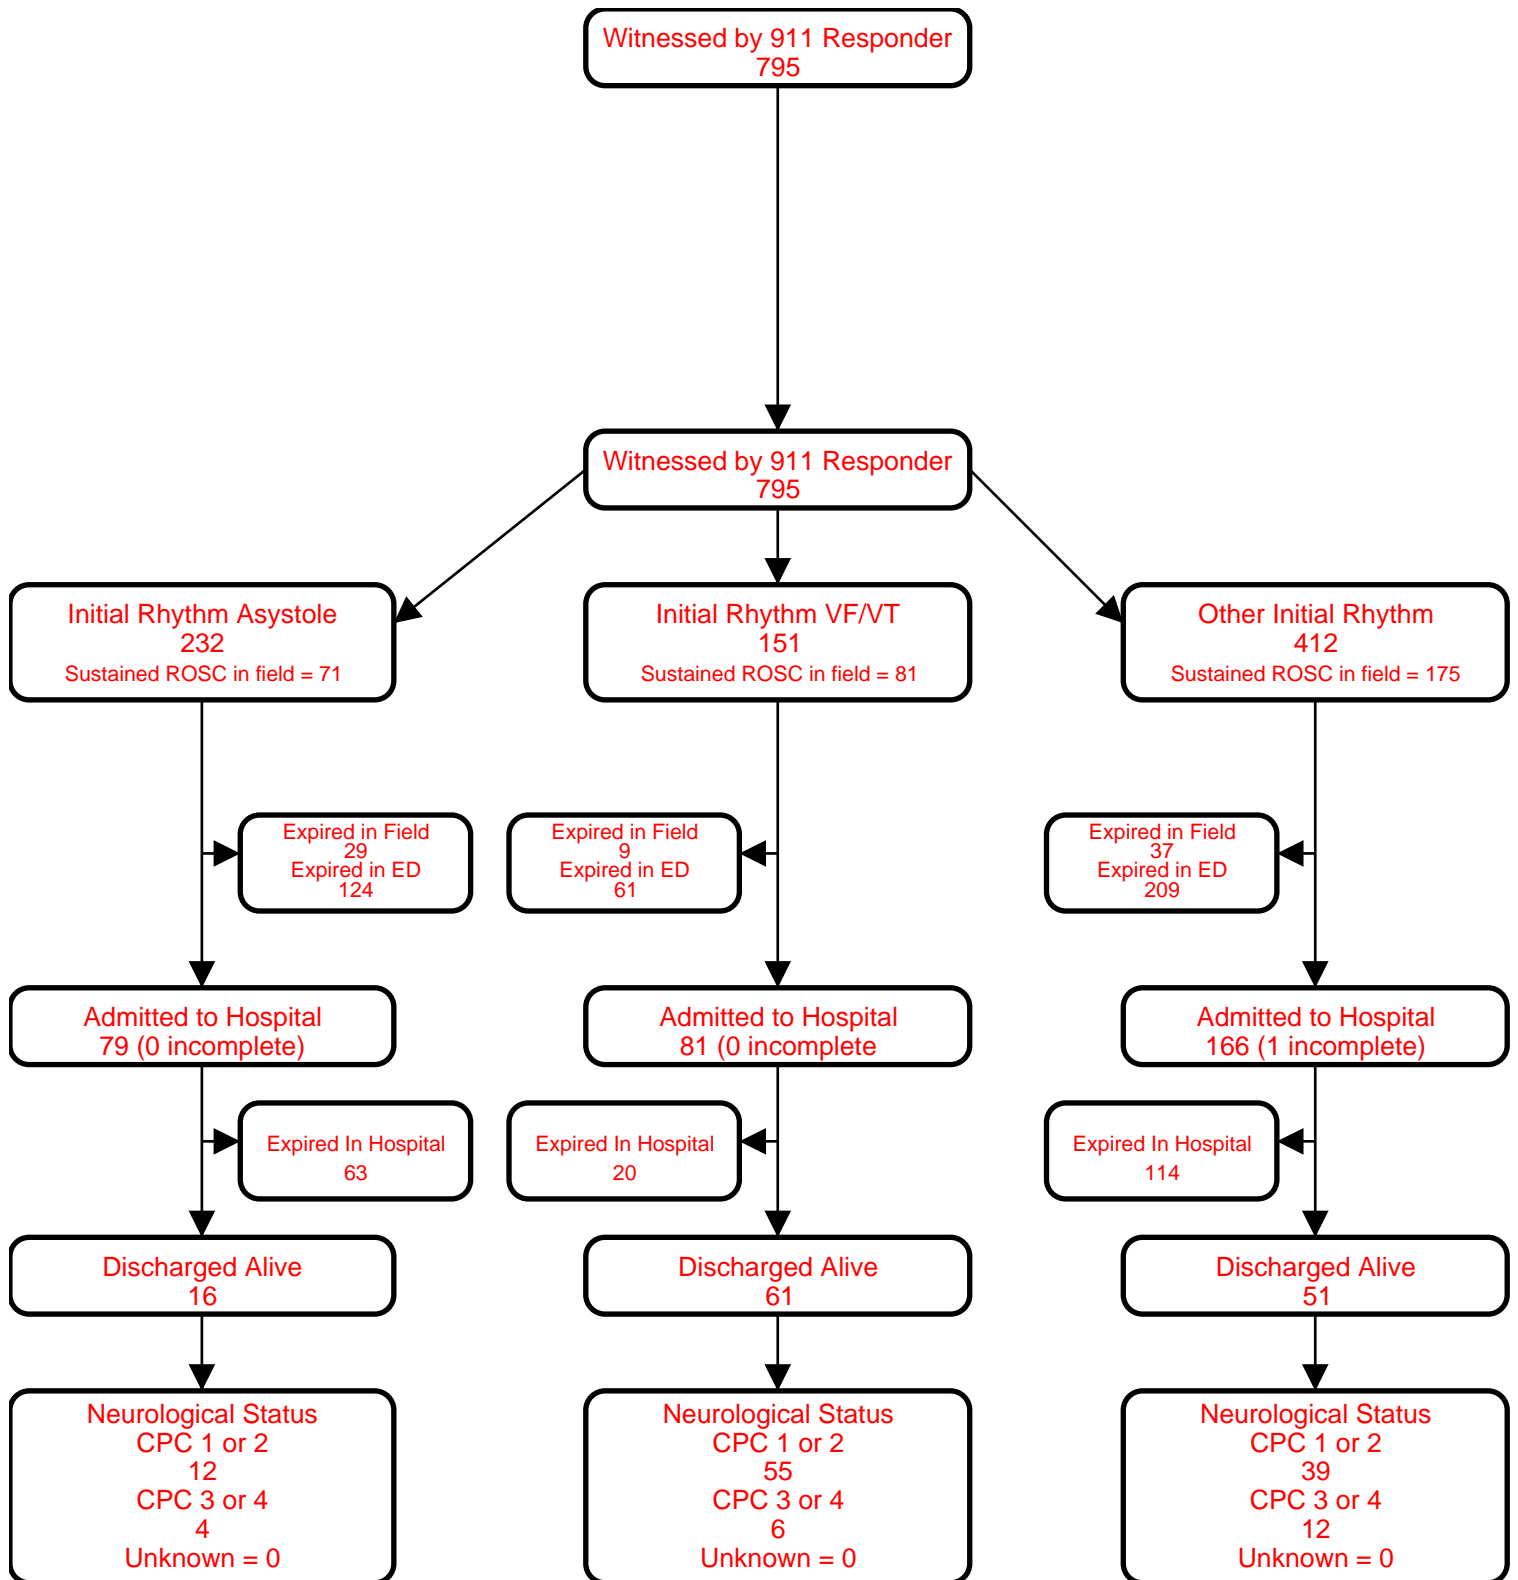 Witnessed by 911 Responder
795
Witnessed by 911 Responder
795
Initial Rhythm Asystole
232
Sustained ROSC in field = 71
Initial Rhythm VF/VT
151
Sustained ROSC in field = 81
Other Initial Rhythm
412
Sustained ROSC in field = 175
Expired in Field
29
Expired in ED
124
Expired in Field
9
Expired in ED
61
Expired in Field
37
Expired in ED
209
Admitted to Hospital
79 (0 incomplete)
Admitted to Hospital
81 (0 incomplete
Admitted to Hospital
166 (1 incomplete)
Expired In Hospital
63
Expired In Hospital
20
Expired In Hospital
114
Discharged Alive
16
Discharged Alive
61
Discharged Alive
51
Neurological Status
CPC 1 or 2
12
CPC 3 or 4
4
Unknown = 0
Neurological Status
CPC 1 or 2
55
CPC 3 or 4
6
Unknown = 0
Neurological Status
CPC 1 or 2
39
CPC 3 or 4
12
Unknown = 0